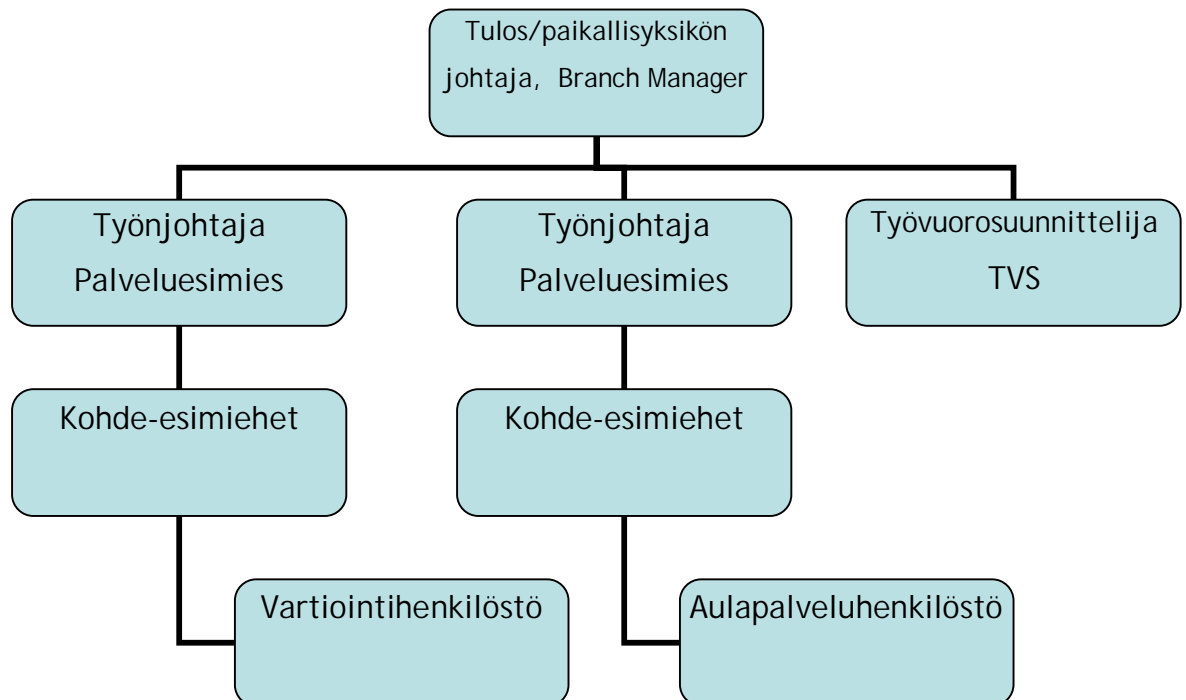 Tulos/paikallisyksikön
johtaja, Branch Manager
Työnjohtaja
Palveluesimies
Työnjohtaja
Palveluesimies
Työvuorosuunnittelija
TVS
Kohde-esimiehet
Kohde-esimiehet
Vartiointihenkilöstö
Aulapalveluhenkilöstö